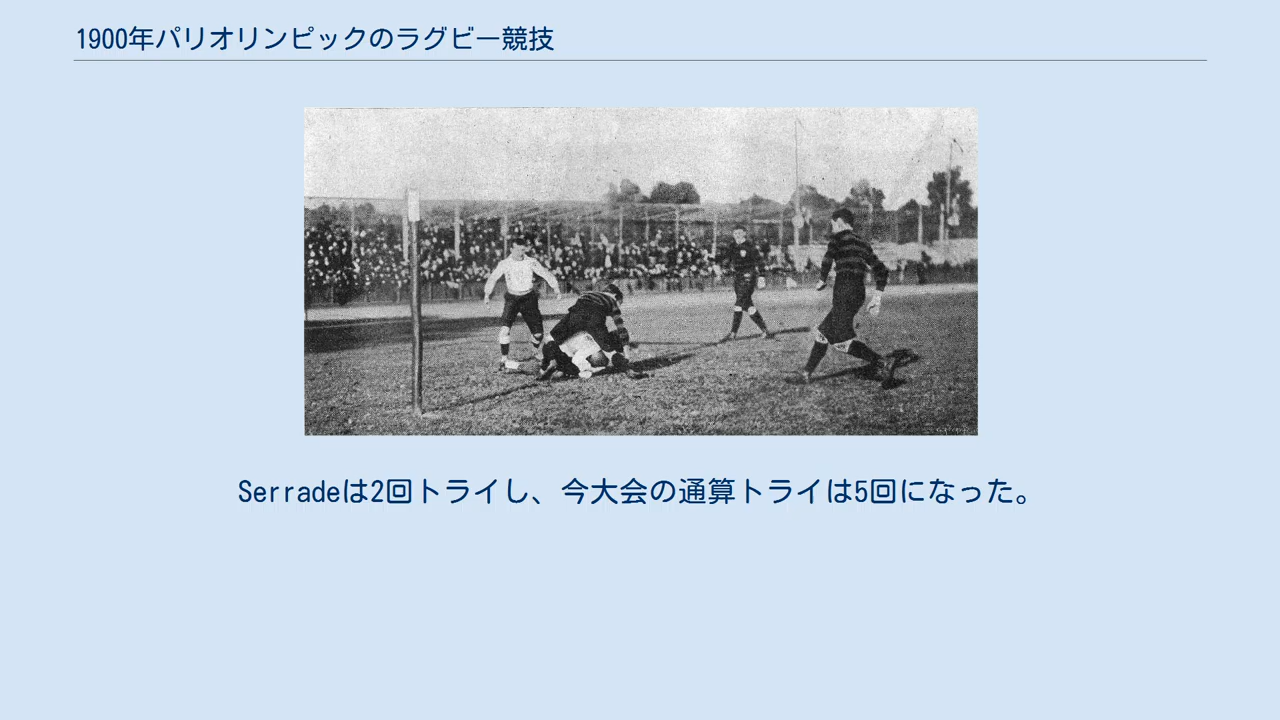 1900年パリオリンピックのラグビー競技
Serradeは2回トライし、今大会の通算トライは5回になった。